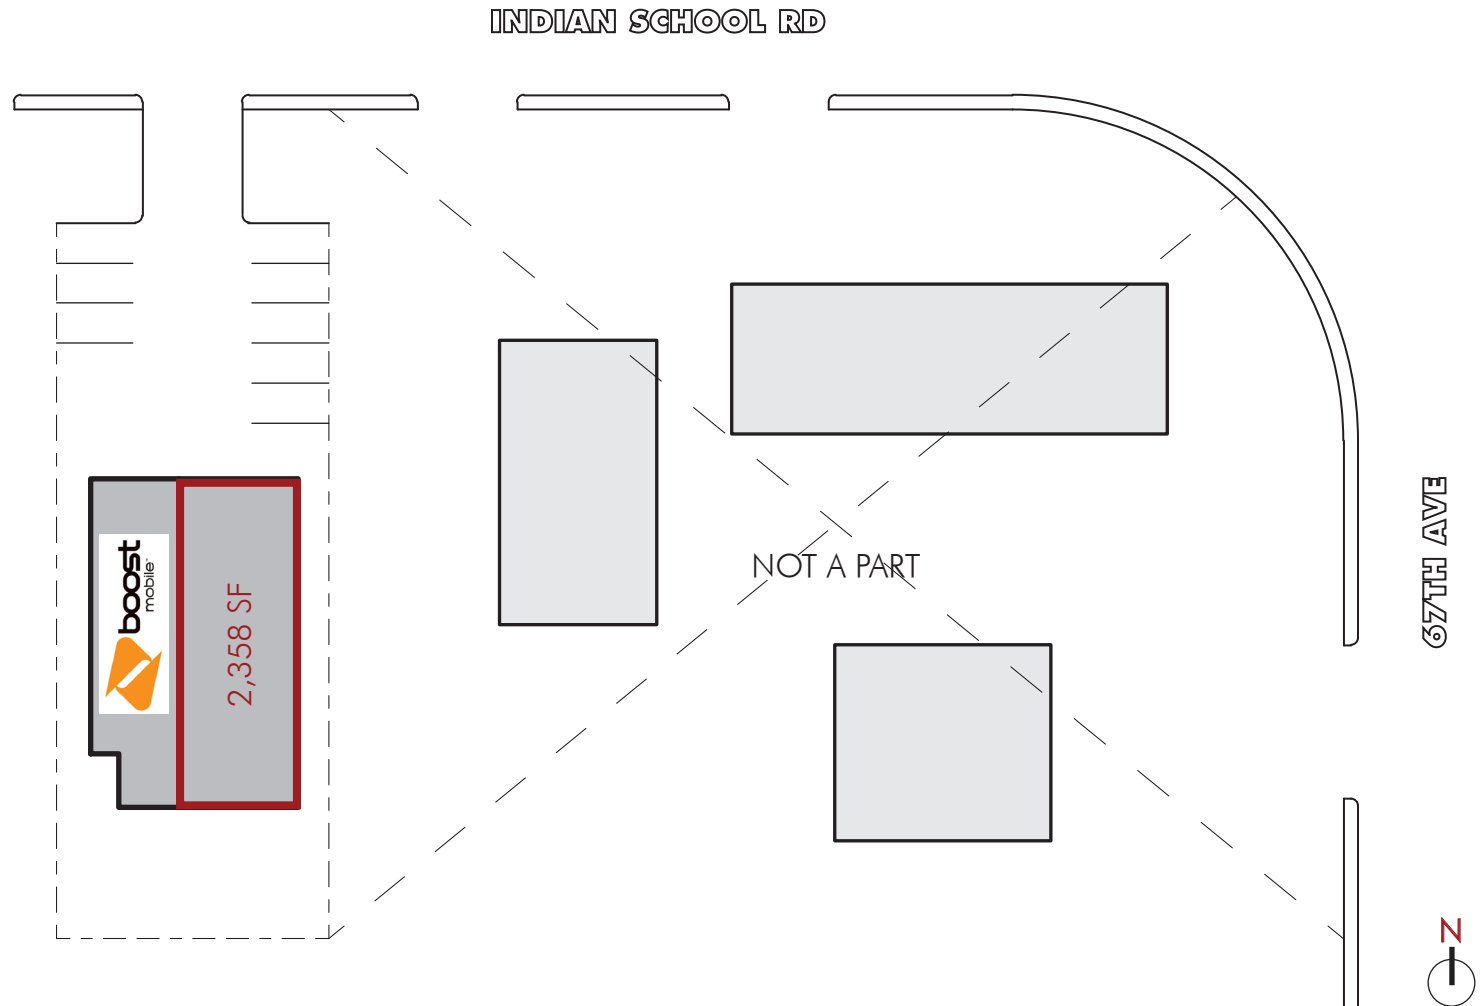 INDIAN SCHOOL RD
boost
mobile
2,358 SF
NOT A PART
67TH AVE
N